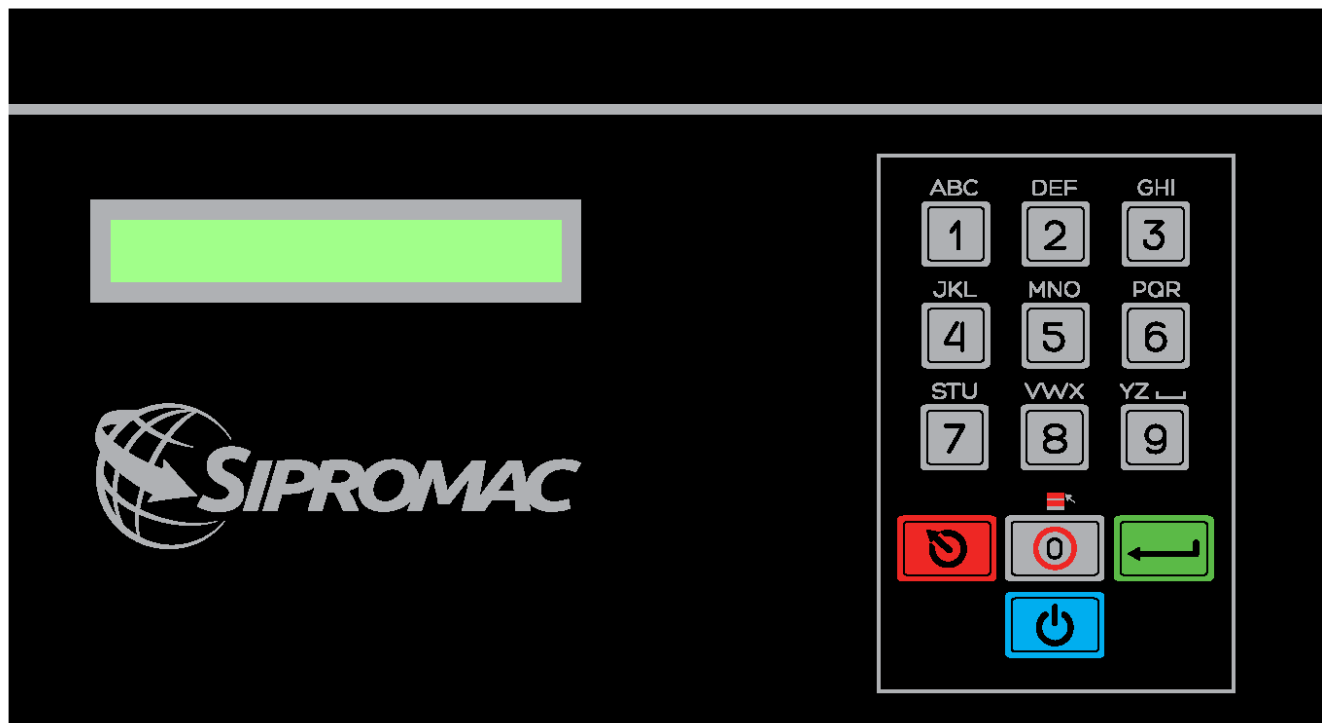 ABC DEF GHI
1 2 3
JKL MNO PQR
4 5 6
STU VWX YZ
7 8 9
SIPROMAC
0